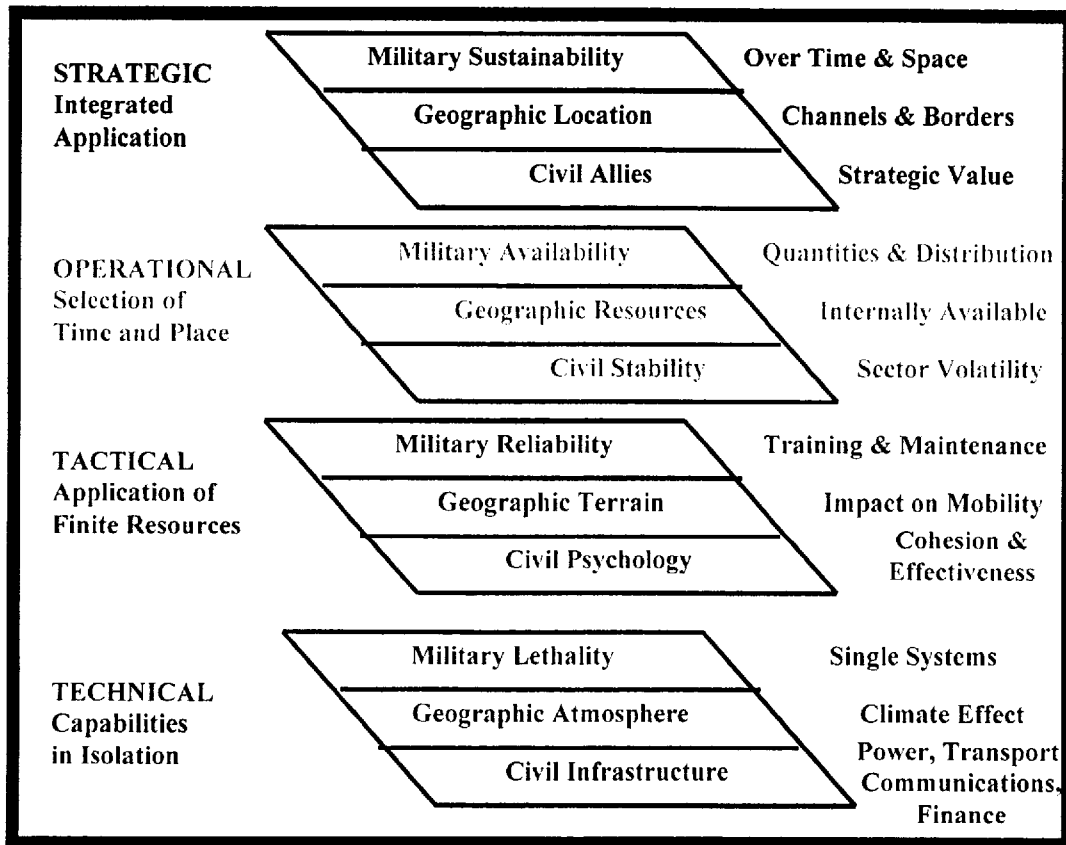 STRATEGIC
Integrated
Application
Military Sustainability
Over Time & Space
Geographic Location
Channels & Borders
Civil Allies
Strategic Value
OPERATIONAL
Selection of
Time and Place
Military Availability
Quantities & Distribution
Geographic Resources
Internally Available
Civil Stability
Sector Volatility
TACTICAL
Application of
Finite Resources
Military Reliability
Training & Maintenance
Geographic Terrain
Impact on Mobility
Civil Psychology
Cohesion &
Effectiveness
TECHNICAL
Capabilities
in Isolation
Military Lethality
Single Systems
Geographic Atmosphere
Climate Effect
Civil Infrastructure
Power, Transport
Communications,
Finance